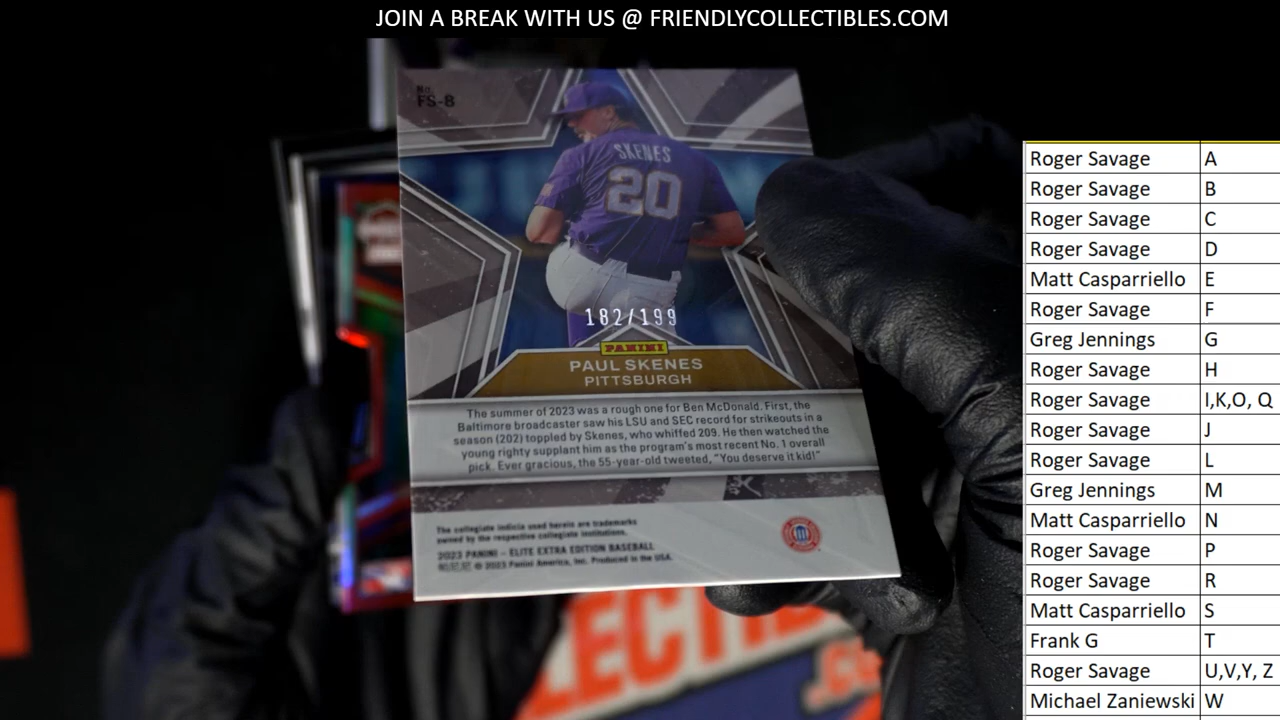 JOIN A BREAK WITH US @ FRIENDLYCOLLECTIBLES.COM
No.
FS-8
SKENES
20
182/199
PANINI
PAUL SKENES
PITTSBURGH
The summer of 2023 was a rough one for Ben McDonald. First, the
Baltimore broadcaster saw his LSU and SEC record for strikeouts in a
season (202) toppled by Skenes, who whiffed 209. He then watched the
young righty supplant him as the program's most recent No. 1 overall
pick. Ever gracious, the 55-year-old tweeted, "You deserve it kid!"
The collegiate indicia used herein are trademarks
owned by the respective collegiate institutions.
2023 PANINI – ELITE EXTRA EDITION BASEBALL
© 2023 Panini America, Inc. Produced in the USA.
Roger Savage A
Roger Savage B
Roger Savage C
Roger Savage D
Matt Casparriello E
Roger Savage F
Greg Jennings G
Roger Savage H
Roger Savage I,K,O, Q
Roger Savage J
Roger Savage L
Greg Jennings M
Matt Casparriello N
Roger Savage P
Roger Savage R
Matt Casparriello S
Frank G T
Roger Savage U,V,Y, Z
Michael Zaniewski W